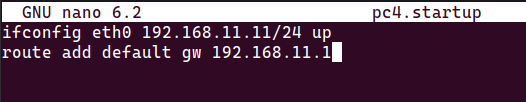 GNU nano 6.2 pc4.startup
ifconfig eth0 192.168.11.11/24 up
route add default gw 192.168.11.1